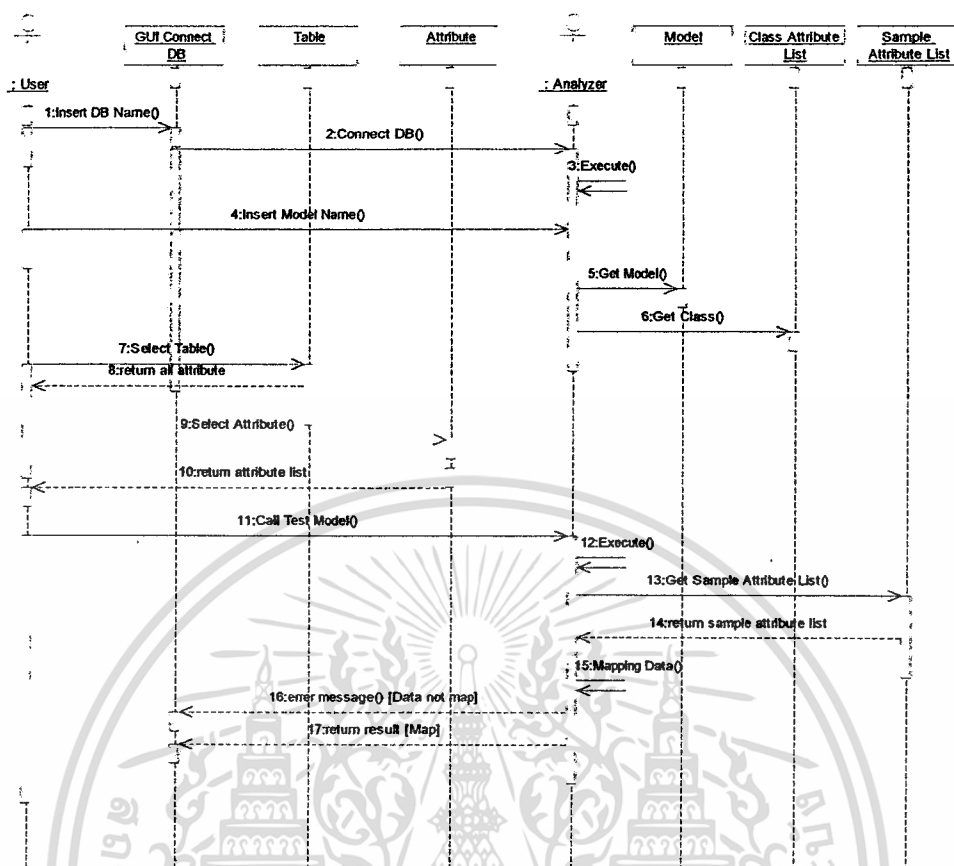 GUI Connect DB
Table
Attribute
Model
Class Attribute List
Sample Attribute List
: User
: Analyzer
1:Insert DB Name()
2:Connect DB()
3:Execute()
4:Insert Model Name()
5:Get Model()
6:Get Class()
7:Select Table()
8:return all attribute
9:Select Attribute()
10:return attribute list
11:Call Test Model()
12:Execute()
13:Get Sample Attribute List()
14:return sample attribute list
15:Mapping Data()
16:error message() [Data not map]
17:return result [Map]